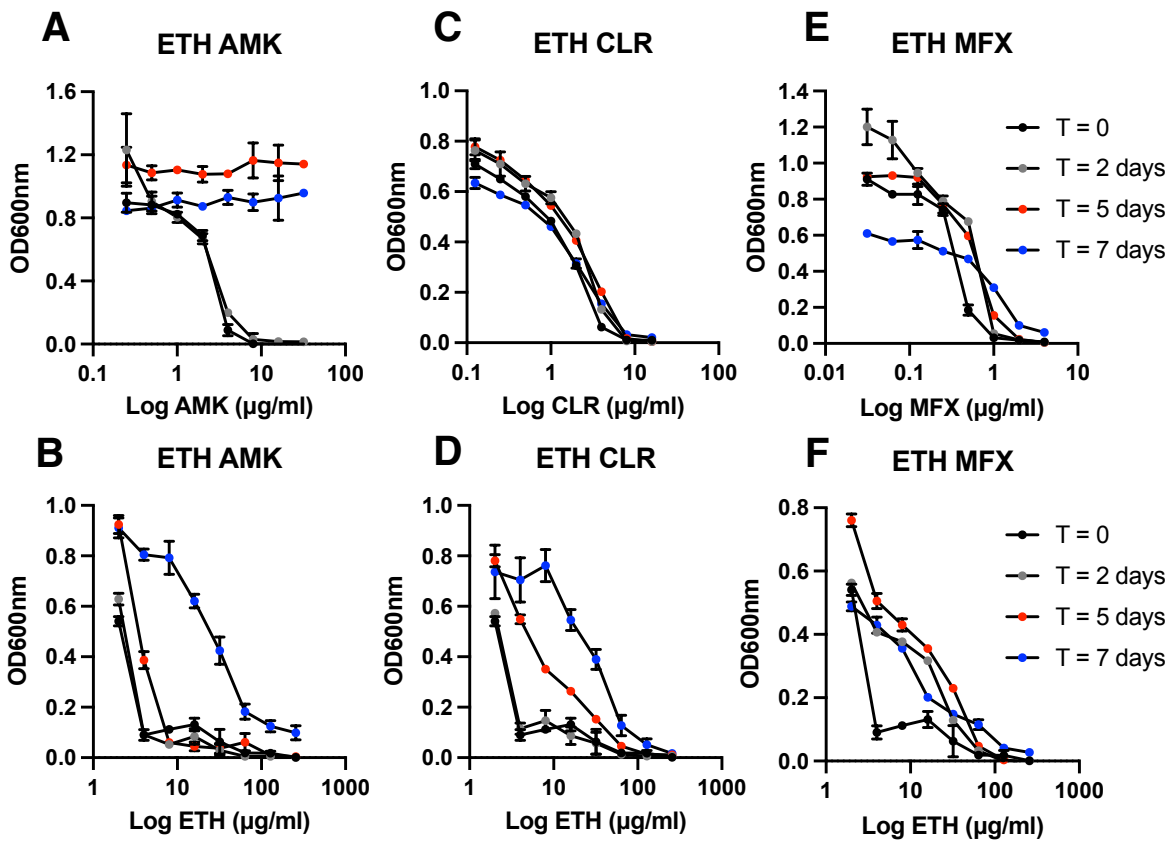 A
ETH AMK
OD600nm
1.6
1.2
0.8
0.4
0.0
0.1
1
10
100
Log AMK (µg/ml)
C
ETH CLR
OD600nm
1.0
0.8
0.6
0.4
0.2
0.0
0.1
1
10
100
Log CLR (µg/ml)
E
ETH MFX
OD600nm
1.4
1.2
1.0
0.8
0.6
0.4
0.2
0.0
0.01
0.1
1
10
Log MFX (µg/ml)
T = 0
T = 2 days
T = 5 days
T = 7 days
B
ETH AMK
OD600nm
1.0
0.8
0.6
0.4
0.2
0.0
1
10
100
1000
Log ETH (µg/ml)
D
ETH CLR
OD600nm
1.0
0.8
0.6
0.4
0.2
0.0
1
10
100
1000
Log ETH (µg/ml)
F
ETH MFX
OD600nm
0.8
0.6
0.4
0.2
0.0
1
10
100
1000
Log ETH (µg/ml)
T = 0
T = 2 days
T = 5 days
T = 7 days